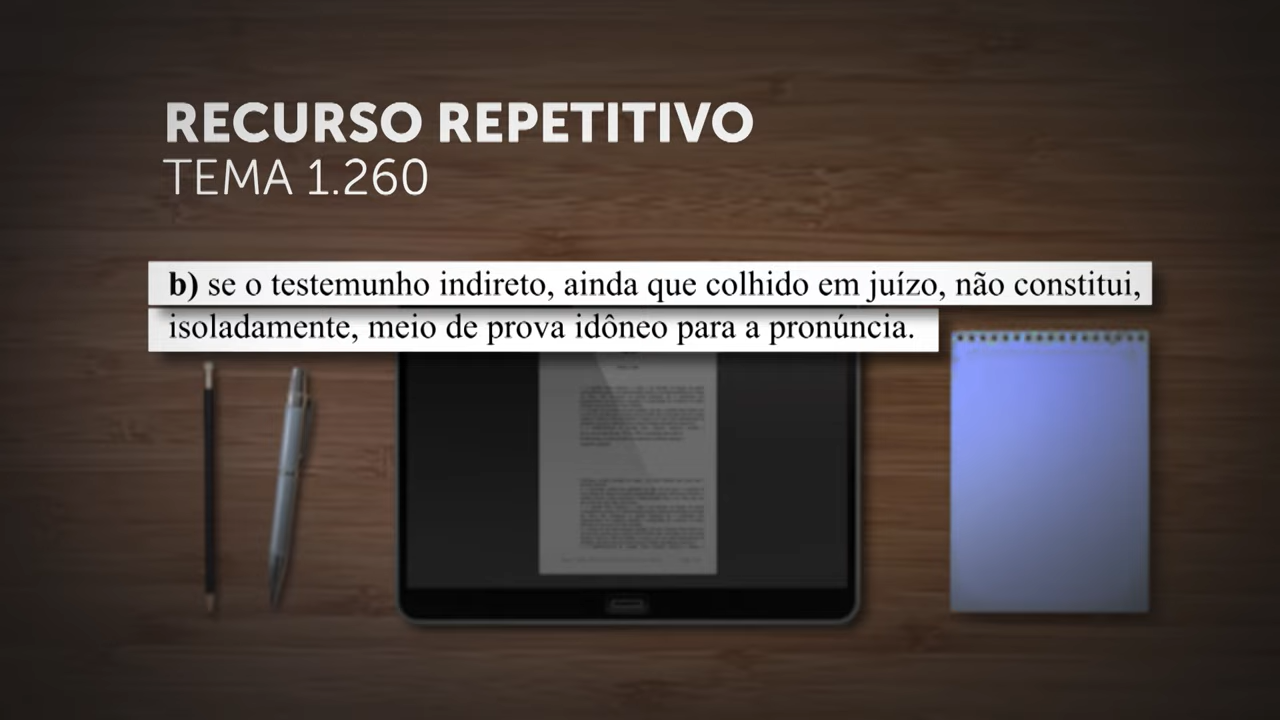 RECURSO REPETITIVO
TEMA 1.260
b) se o testemunho indireto, ainda que colhido em juízo, não constitui,
isoladamente, meio de prova idôneo para a pronúncia.